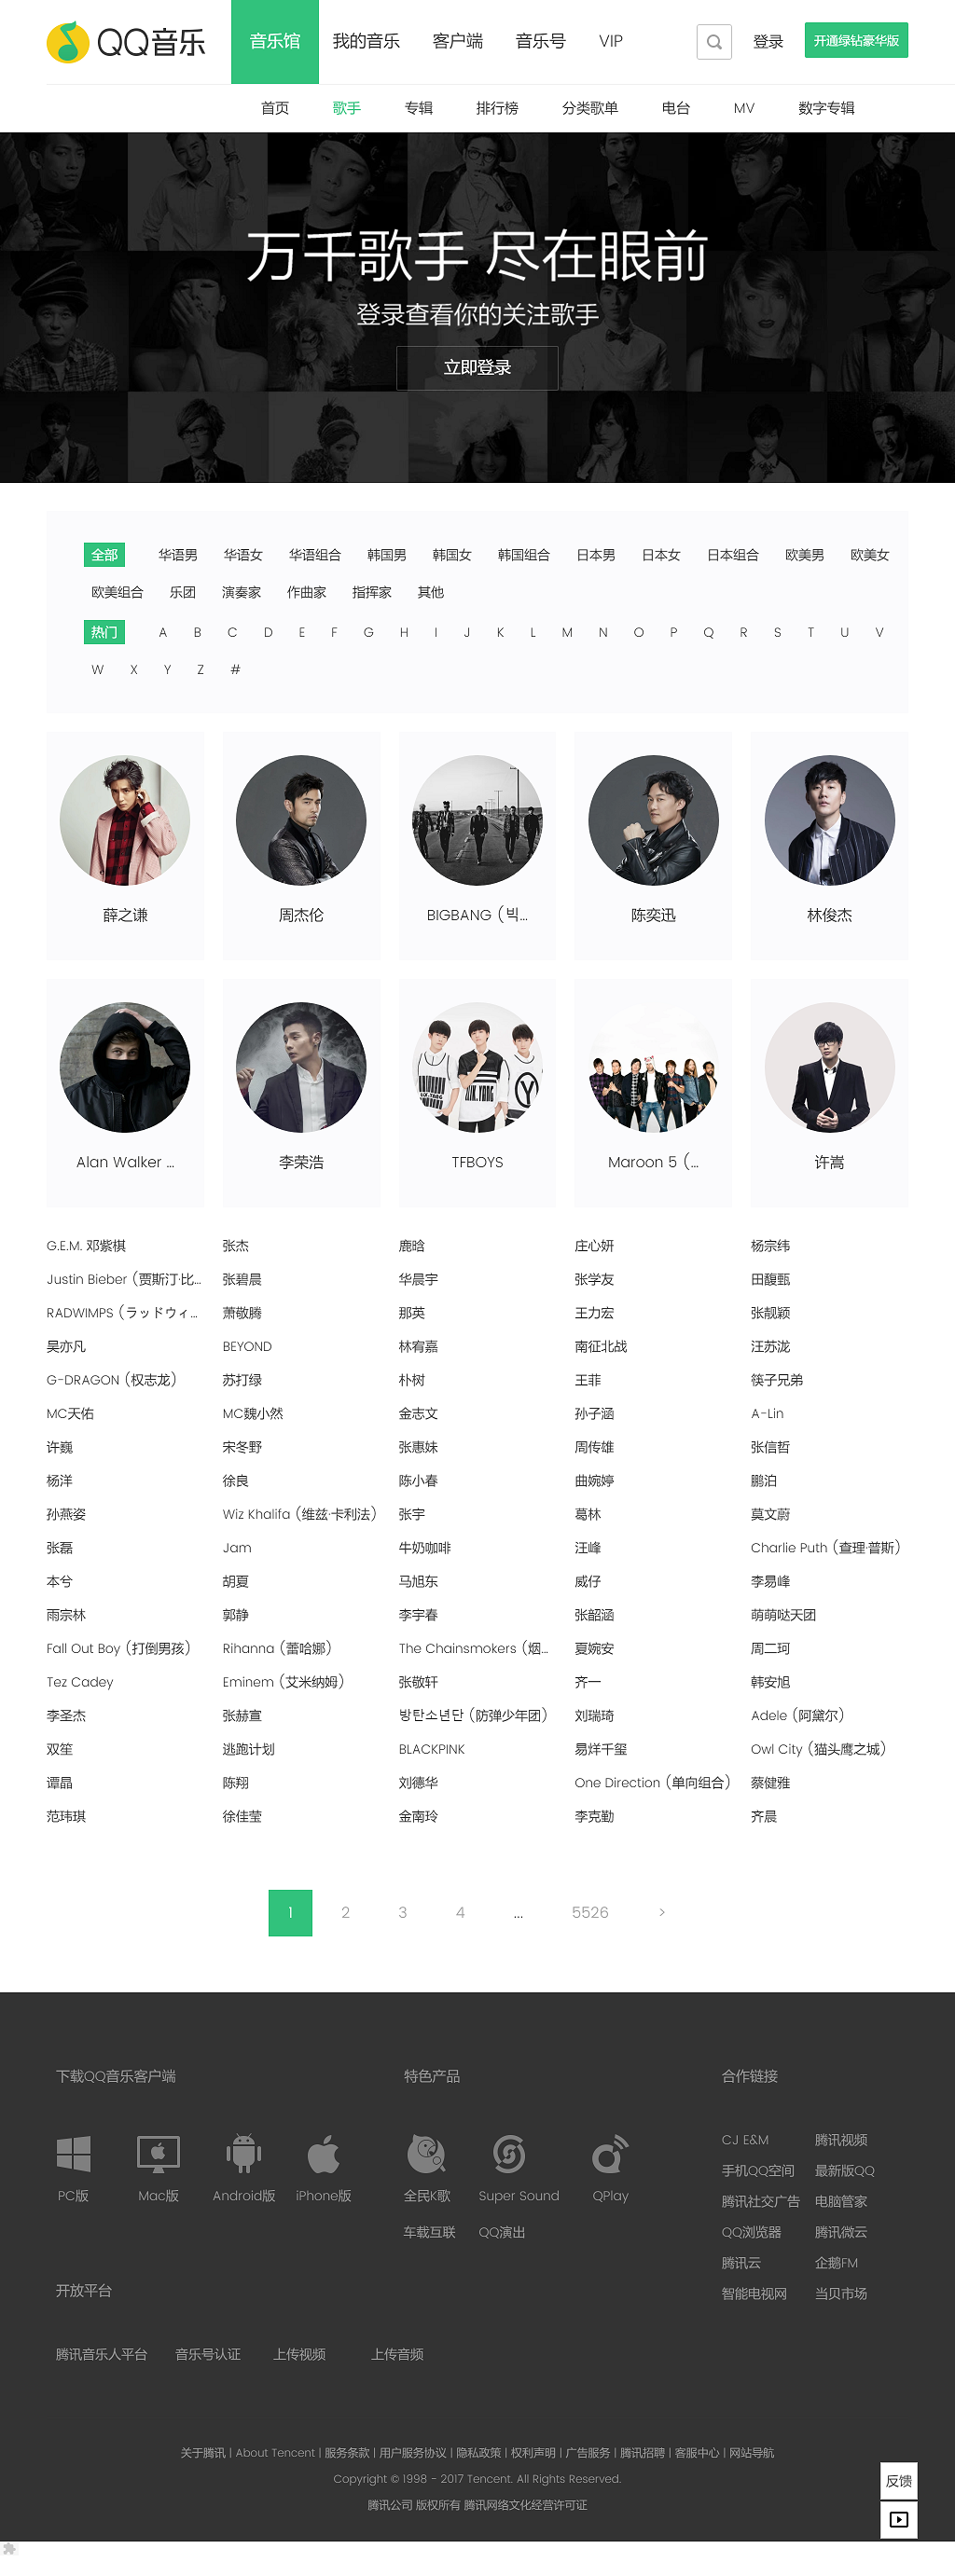 QQ音乐 音乐馆 我的音乐 客户端 音乐号 VIP 登录 开通绿钻豪华版
首页 歌手 专辑 排行榜 分类歌单 电台 MV 数字专辑
万千歌手 尽在眼前
登录查看你的关注歌手
立即登录
全部 华语男 华语女 华语组合 韩国男 韩国女 韩国组合 日本男 日本女 日本组合 欧美男 欧美女
欧美组合 乐团 演奏家 作曲家 指挥家 其他
热门 A B C D E F G H I J K L M N O P Q R S T U V
W X Y Z #
薛之谦 周杰伦 BIGBANG (빅... 陈奕迅 林俊杰
Alan Walker ... 李荣浩 TFBOYS Maroon 5 (... 许嵩
G.E.M. 邓紫棋 张杰 鹿晗 庄心妍 杨宗纬
Justin Bieber (贾斯汀·比... 张碧晨 华晨宇 张学友 田馥甄
RADWIMPS (ラッドウィ... 萧敬腾 那英 王力宏 张靓颖
吴亦凡 BEYOND 林宥嘉 南征北战 汪苏泷
G-DRAGON (权志龙) 苏打绿 朴树 王菲 筷子兄弟
MC天佑 MC魏小然 金志文 孙子涵 A-Lin
许巍 宋冬野 张惠妹 周传雄 张信哲
杨洋 徐良 陈小春 曲婉婷 鹏泊
孙燕姿 Wiz Khalifa (维兹·卡利法) 张宇 葛林 莫文蔚
张磊 Jam 牛奶咖啡 汪峰 Charlie Puth (查理·普斯)
本兮 胡夏 马旭东 威仔 李易峰
雨宗林 郭静 李宇春 张韶涵 萌萌哒天团
Fall Out Boy (打倒男孩) Rihanna (蕾哈娜) The Chainsmokers (烟... 夏婉安 周二珂
Tez Cadey Eminem (艾米纳姆) 张敬轩 齐一 韩安旭
李圣杰 张赫宣 방탄소년단 (防弹少年团) 刘瑞琦 Adele (阿黛尔)
双笙 逃跑计划 BLACKPINK 易烊千玺 Owl City (猫头鹰之城)
谭晶 陈翔 刘德华 One Direction (单向组合) 蔡健雅
范玮琪 徐佳莹 金南玲 李克勤 齐晨
1 2 3 4 ... 5526 >
下载QQ音乐客户端 特色产品 合作链接
PC版 Mac版 Android版 iPhone版
全民K歌 Super Sound QPlay
车载互联 QQ演出
CJ E&M 腾讯视频
手机QQ空间 最新版QQ
腾讯社交广告 电脑管家
QQ浏览器 腾讯微云
腾讯云 企鹅FM
智能电视网 当贝市场
开放平台
腾讯音乐人平台 音乐号认证 上传视频 上传音频
关于腾讯 | About Tencent | 服务条款 | 用户服务协议 | 隐私政策 | 权利声明 | 广告服务 | 腾讯招聘 | 客服中心 | 网站导航
Copyright © 1998 - 2017 Tencent. All Rights Reserved.
腾讯公司 版权所有 腾讯网络文化经营许可证
反馈